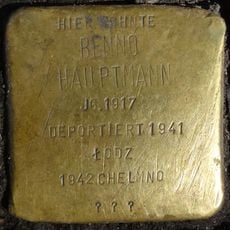 HIER WOHNTE
BENNO
HAUPTMANN
JG. 1917
DEPORTIERT 1941
ŁODZ
1942 CHELMNO
? ? ?